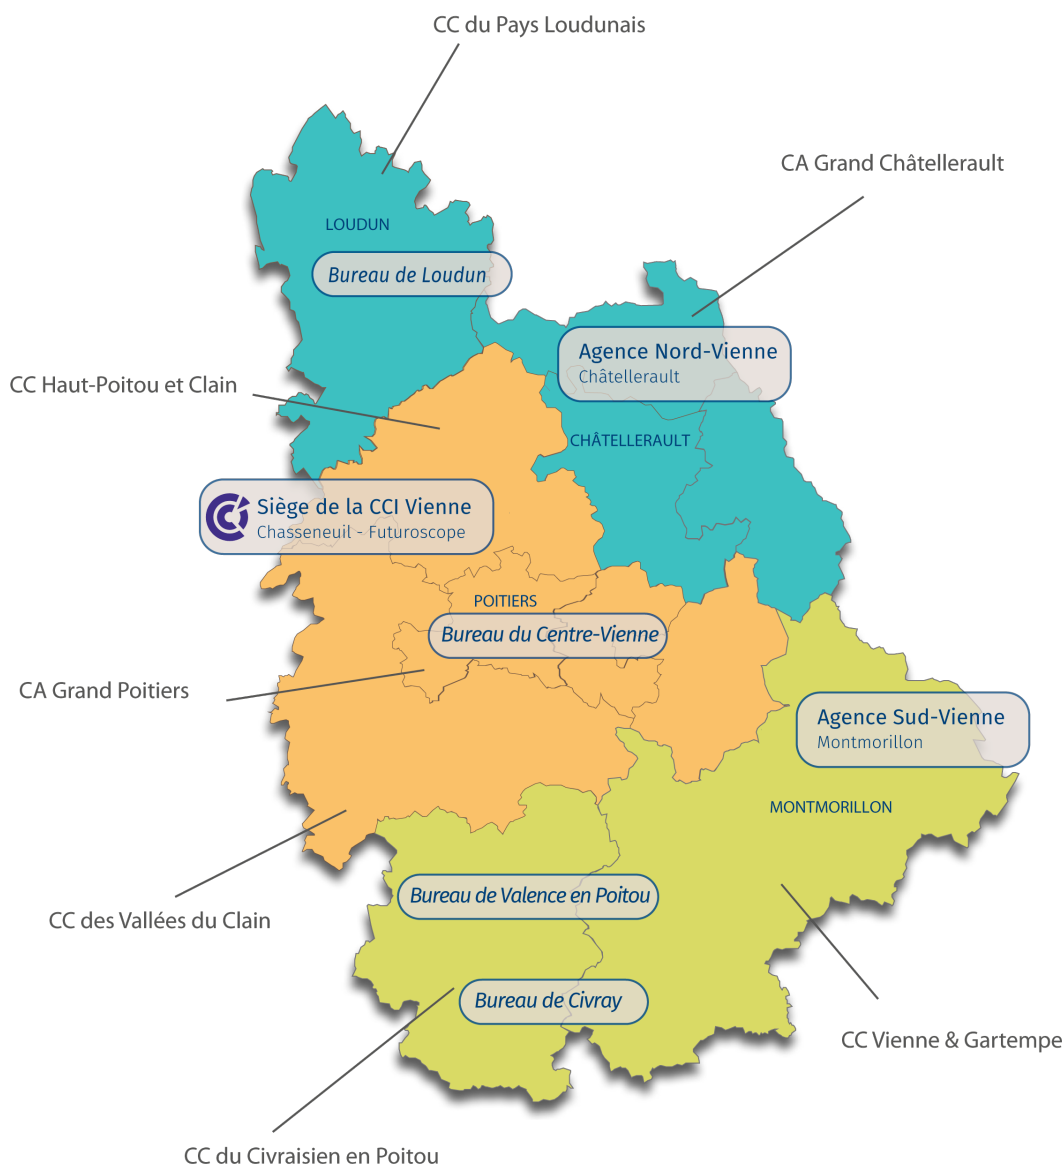 CC du Pays Loudunais
CA Grand Châtellerault
LOUDUN
Bureau de Loudun
Agence Nord-Vienne
Châtellerault
CC Haut-Poitou et Clain
CHÂTELLERAULT
Siège de la CCI Vienne
Chasseneuil - Futuroscope
POITIERS
Bureau du Centre-Vienne
CA Grand Poitiers
Agence Sud-Vienne
Montmorillon
MONTMORILLON
Bureau de Valence en Poitou
CC des Vallées du Clain
Bureau de Civray
CC Vienne & Gartempe
CC du Civraisien en Poitou